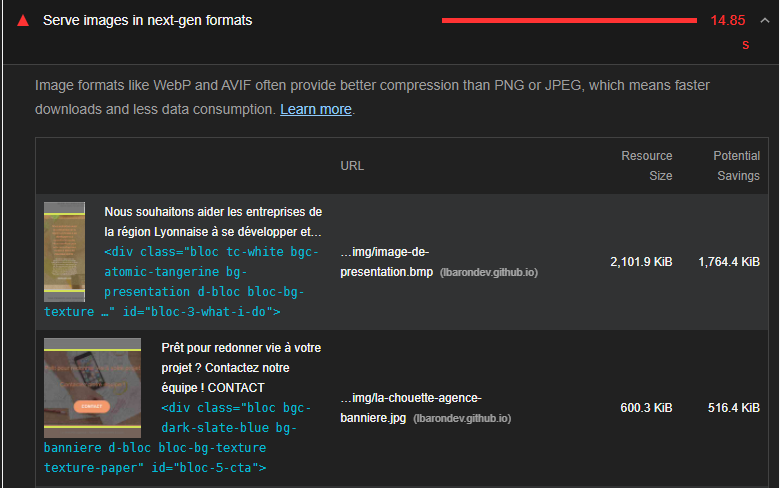 Serve images in next-gen formats
14.85 s
Image formats like WebP and AVIF often provide better compression than PNG or JPEG, which means faster
downloads and less data consumption. Learn more.
URL
Resource Size
Potential Savings
Nous souhaitons aider les entreprises de
la région Lyonnaise à se développer et…
<div class="bloc tc-white bgc-
atomic-tangerine bg-
presentation d-bloc bloc-bg-
texture …" id="bloc-3-what-i-do">
…img/image-de-
presentation.bmp (lbarondev.github.io)
2,101.9 KiB
1,764.4 KiB
Prêt pour redonner vie à votre
projet ? Contactez notre
équipe ! CONTACT
<div class="bloc bgc-
dark-slate-blue bg-
banniere d-bloc bloc-bg-texture
texture-paper" id="bloc-5-cta">
…img/la-chouette-agence-
banniere.jpg (lbarondev.github.io)
600.3 KiB
516.4 KiB